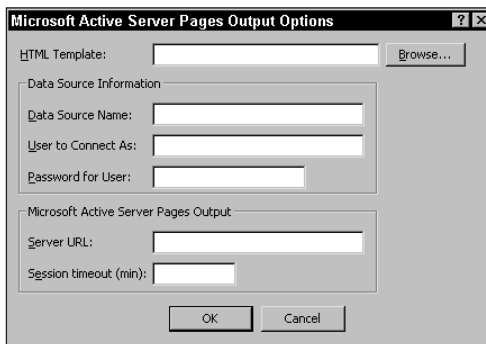 Microsoft Active Server Pages Output Options
HTML Template:
Browse...
Data Source Information
Data Source Name:
User to Connect As:
Password for User:
Microsoft Active Server Pages Output
Server URL:
Session timeout (min):
OK
Cancel